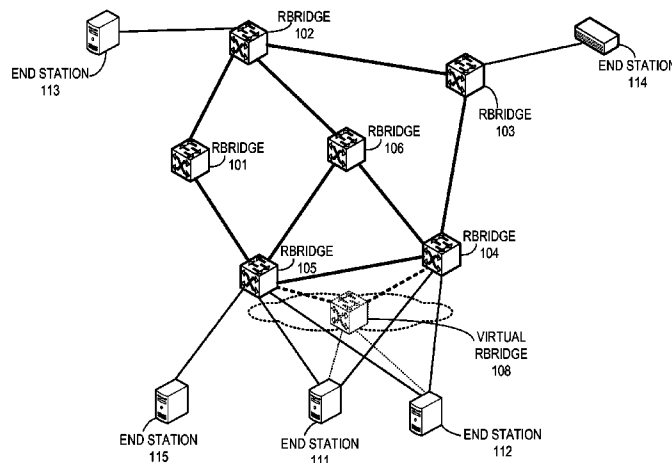 RBRIDGE
102
END STATION
113
END STATION
114
RBRIDGE
103
RBRIDGE
106
RBRIDGE
101
RBRIDGE
104
RBRIDGE
105
VIRTUAL
RBRIDGE
108
END STATION
115
END STATION
111
END STATION
112